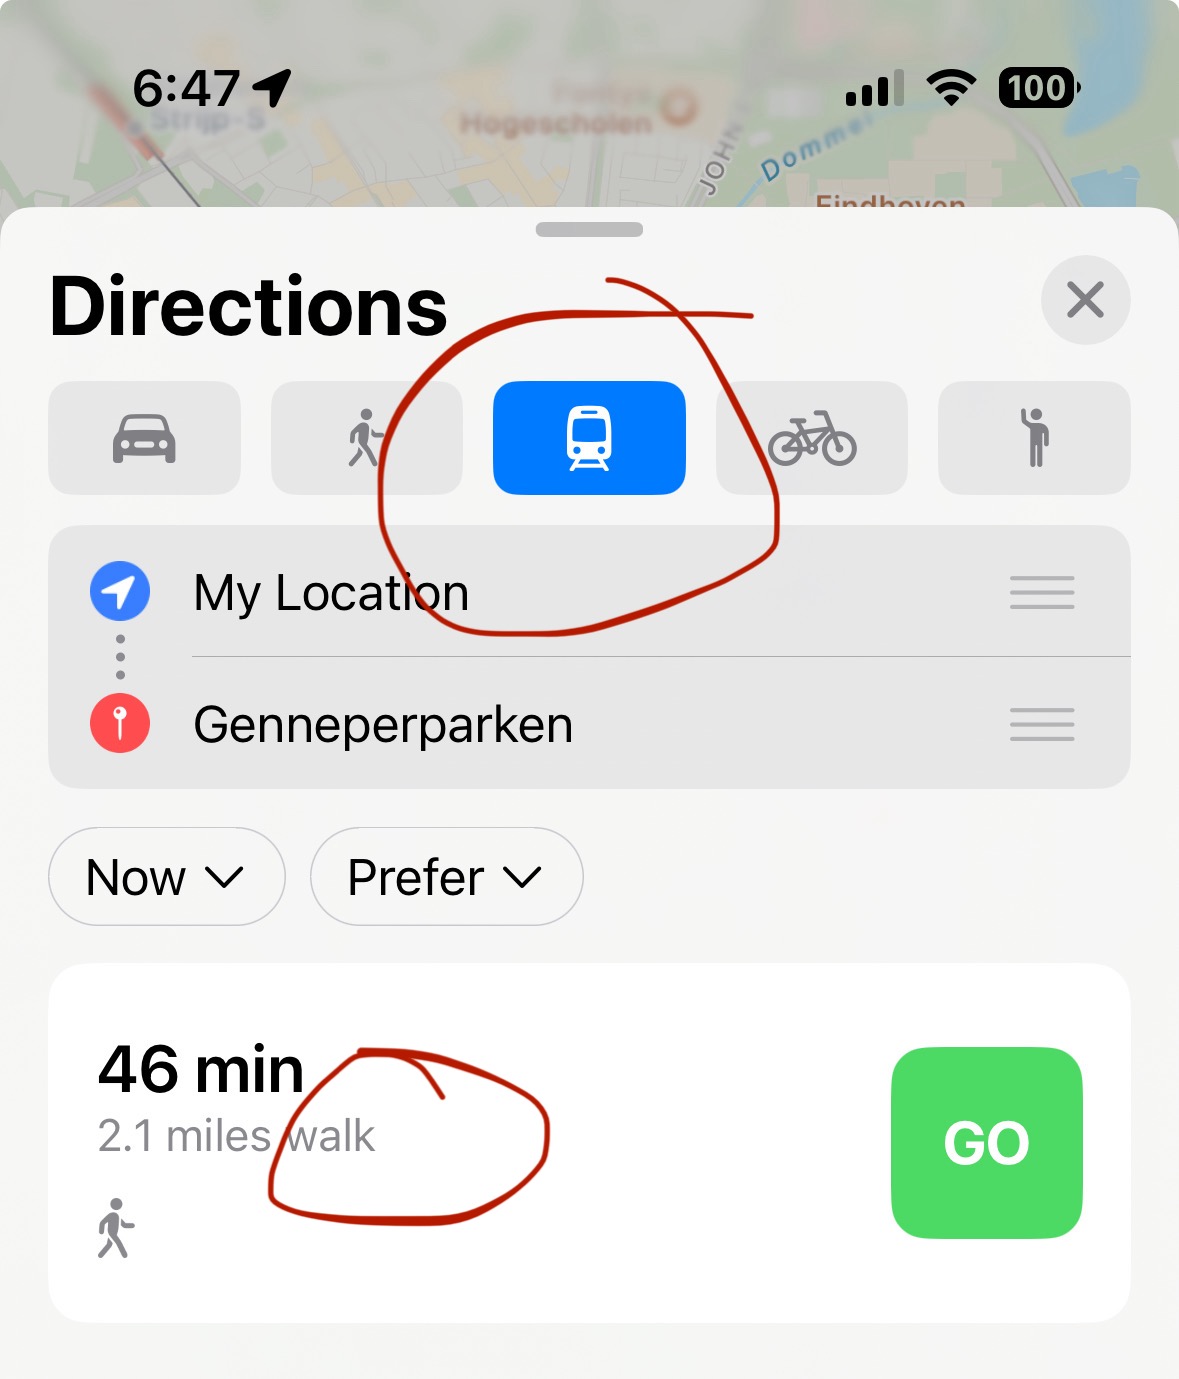 6:47
100
Strijp-S
Fontys
Hogescholen
JOHN
Dommel
Eindhoven
Directions
My Location
Genneperparken
Now
Prefer
46 min
2.1 miles walk
GO